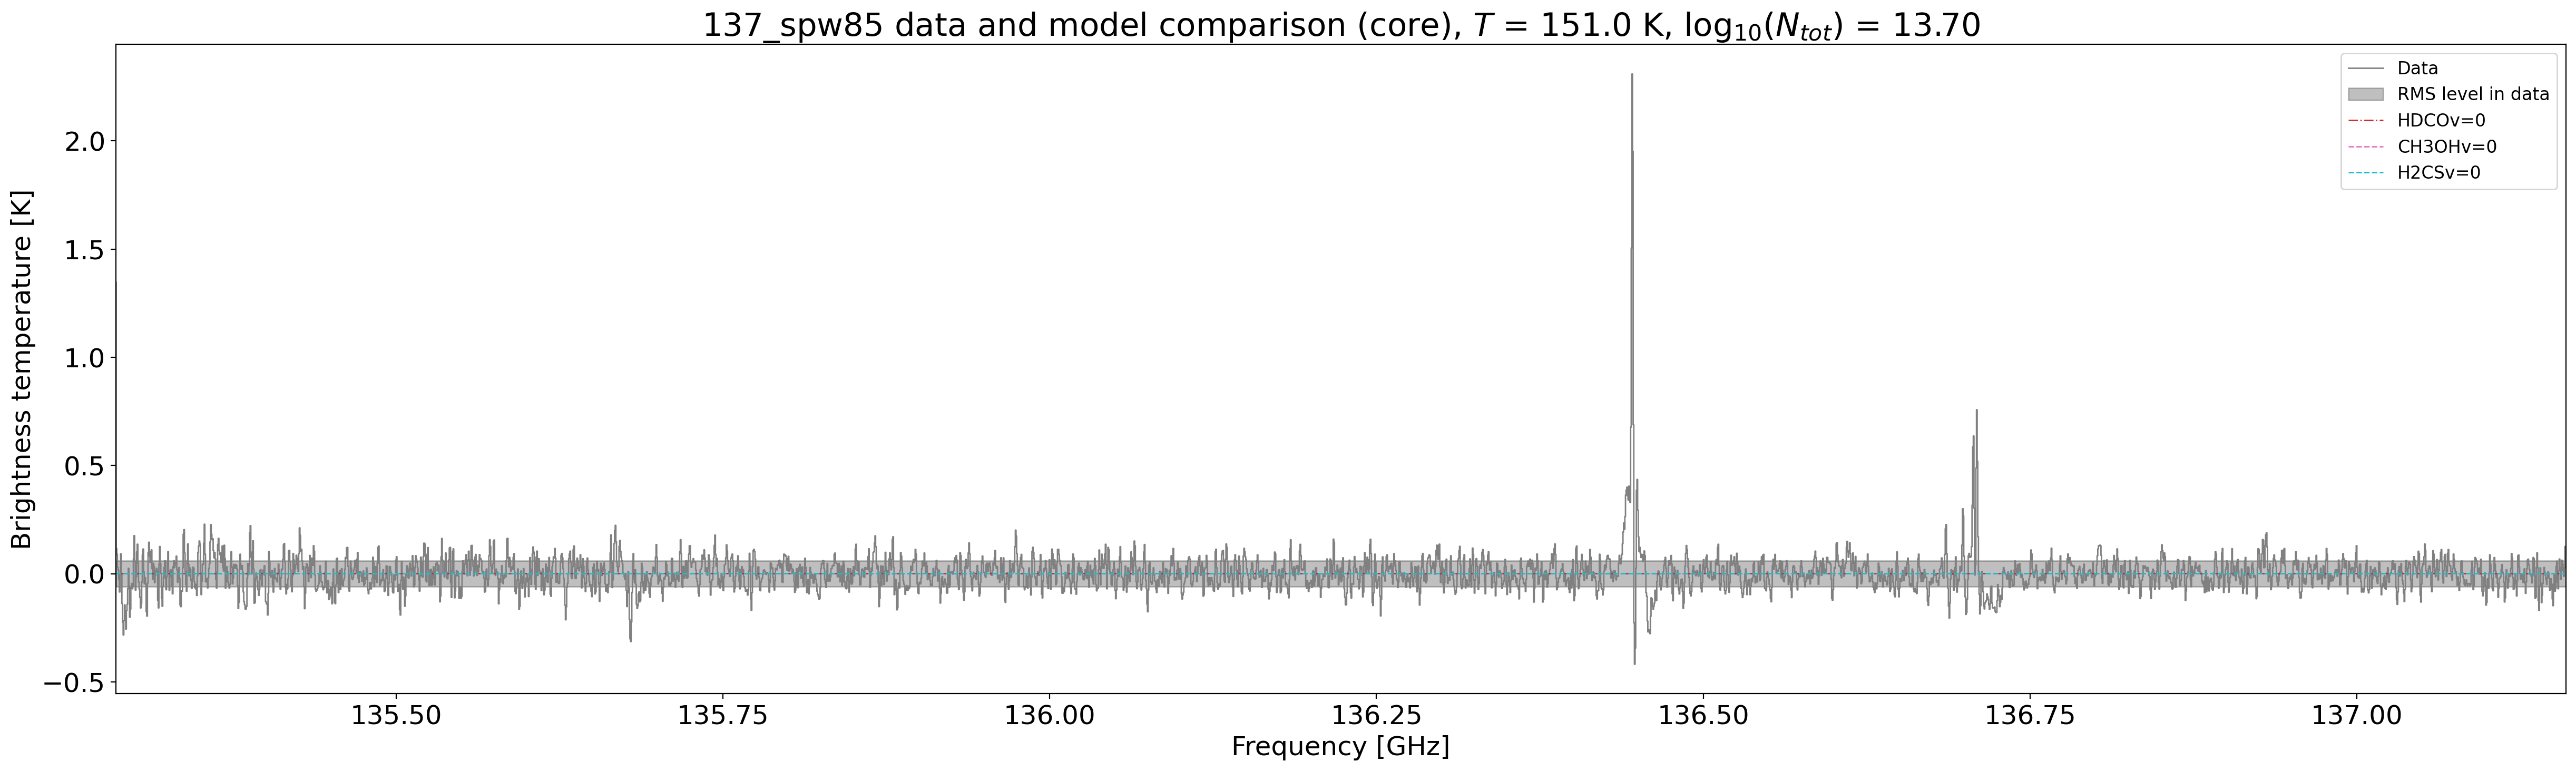 137_spw85 data and model comparison (core), T = 151.0 K, log₁₀(Nₜₒₜ) = 13.70
Data
RMS level in data
HDCOv=0
CH3OHv=0
H2CSv=0
Brightness temperature [K]
2.0
1.5
1.0
0.5
0.0
−0.5
135.50 135.75 136.00 136.25 136.50 136.75 137.00
Frequency [GHz]